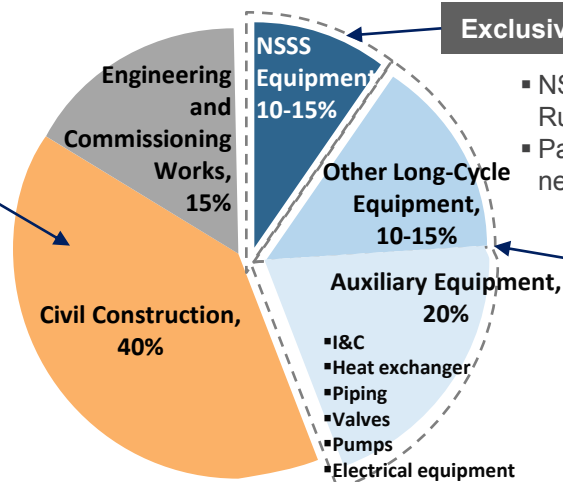 Exclusiv
NSSS
Equipment
10-15%
▪ NS
Ru
▪ Pa
ne
Engineering
and
Commissioning
Works,
15%
Other Long-Cycle
Equipment,
10-15%
Auxiliary Equipment,
20%
▪I&C
▪Heat exchanger
▪Piping
▪Valves
▪Pumps
▪Electrical equipment
Civil Construction,
40%